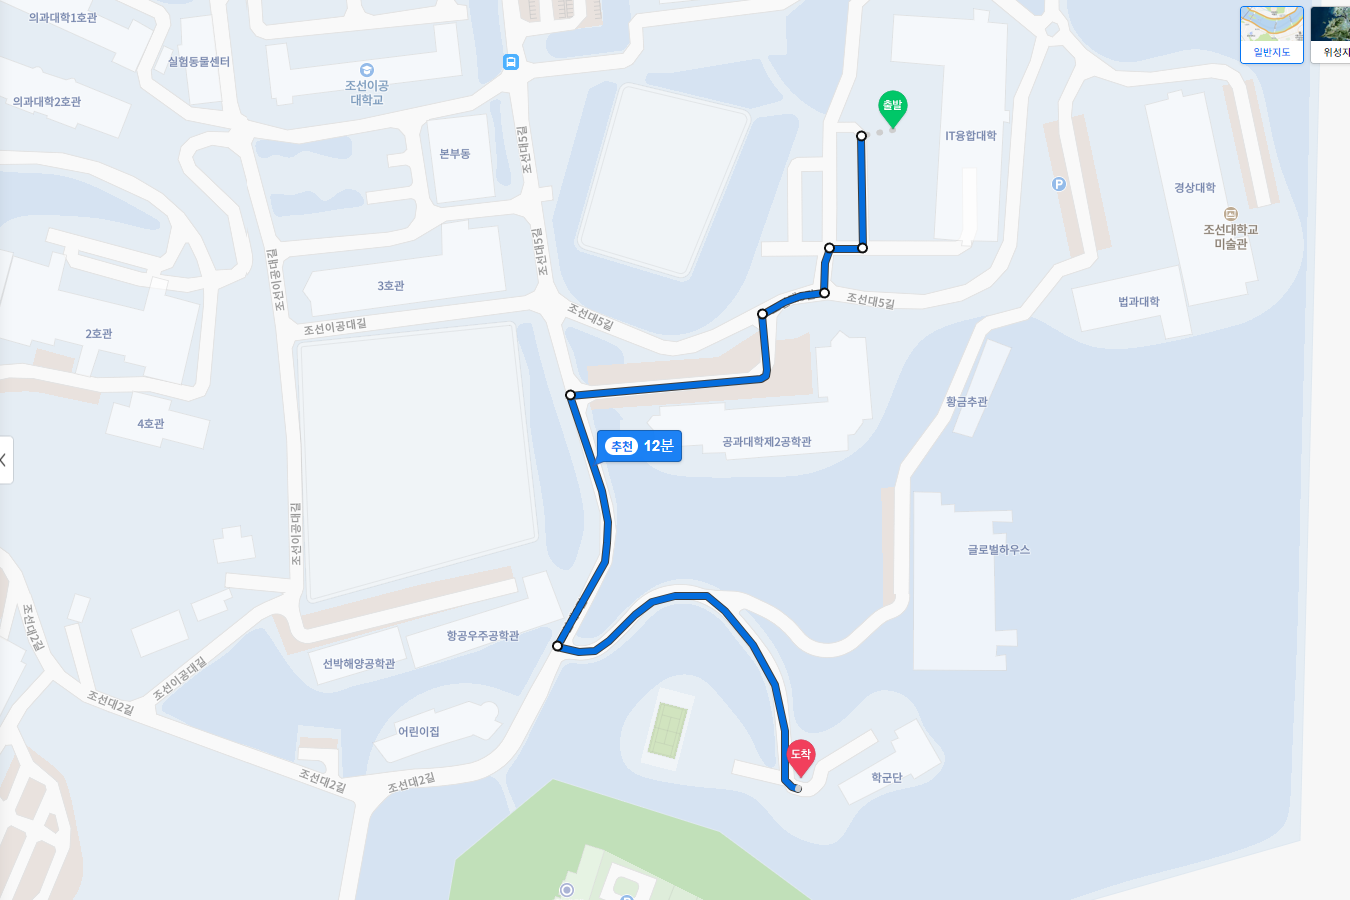 의과대학1호관
일반지도
위성지
실험동물센터
조선이공
대학교
의과대학2호관
출발
IT융합대학
본부동
조선대5길
경상대학
조선대학교
미술관
P
조선대5길
조선이공대길
3호관
조선대5길
법과대학
조선대5길
조선이공대길
2호관
황금추관
4호관
공과대학제2공학관
추천 12분
조선이공대길
글로벌하우스
조선대2길
항공우주공학관
선박해양공학관
조선이공대길
조선대2길
어린이집
도착
학군단
조선대2길
조선대2길